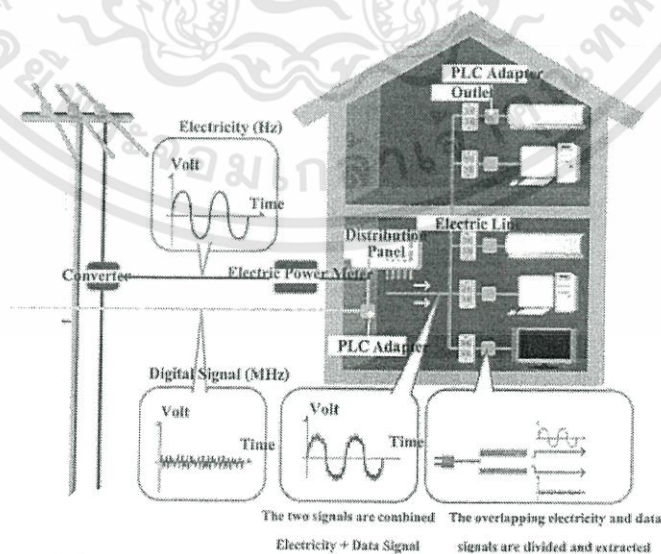 PLC Adapter
Outlet
Electricity (Hz)
Volt
Time
Electric Line
Distribution
Panel
Converter
Electric Power Meter
PLC Adapter
Digital Signal (MHz)
Volt
Time
Volt
Time
The two signals are combined
Electricity + Data Signal
The overlapping electricity and data
signals are divided and extracted